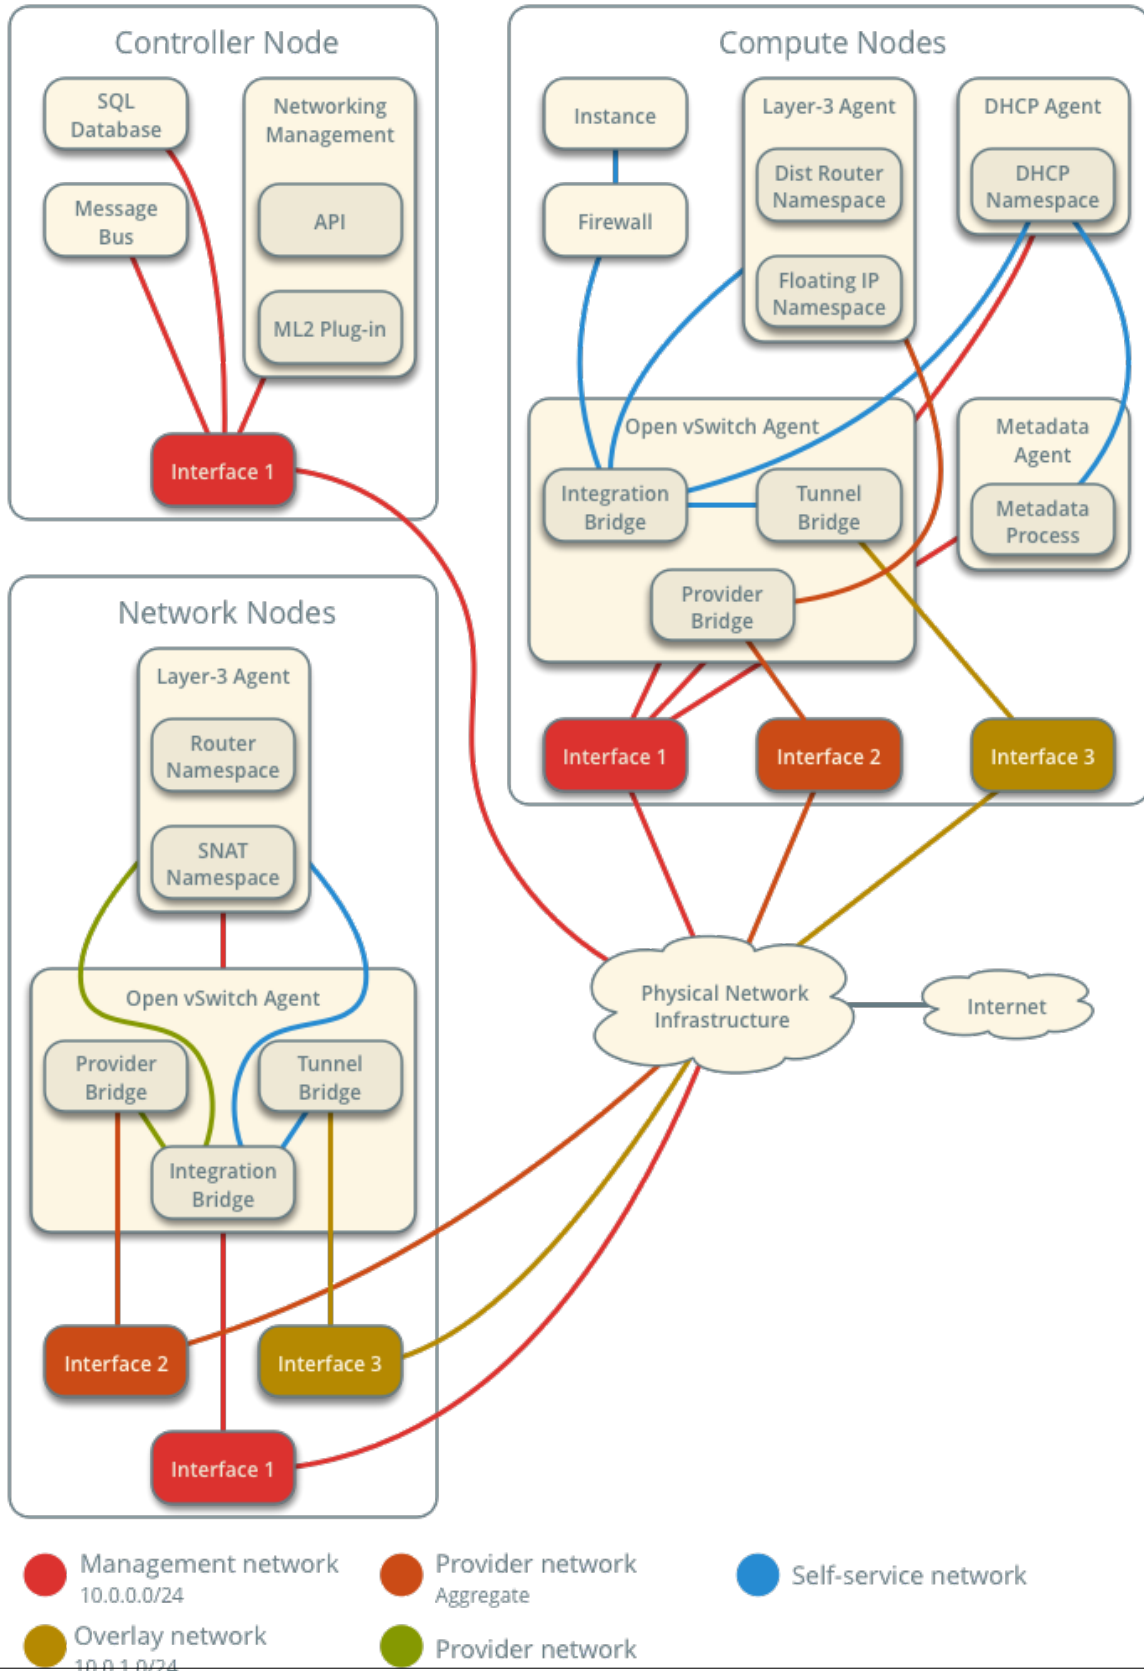 Controller Node
SQL
Database
Message
Bus
Networking
Management
API
ML2 Plug-in
Interface 1
Compute Nodes
Instance
Firewall
Layer-3 Agent
Dist Router
Namespace
Floating IP
Namespace
DHCP Agent
DHCP
Namespace
Open vSwitch Agent
Integration
Bridge
Tunnel
Bridge
Provider
Bridge
Metadata
Agent
Metadata
Process
Interface 1
Interface 2
Interface 3
Network Nodes
Layer-3 Agent
Router
Namespace
SNAT
Namespace
Open vSwitch Agent
Provider
Bridge
Tunnel
Bridge
Integration
Bridge
Interface 2
Interface 3
Interface 1
Physical Network
Infrastructure
Internet
Management network
10.0.0.0/24
Provider network
Aggregate
Self-service network
Overlay network
10.0.1.0/24
Provider network